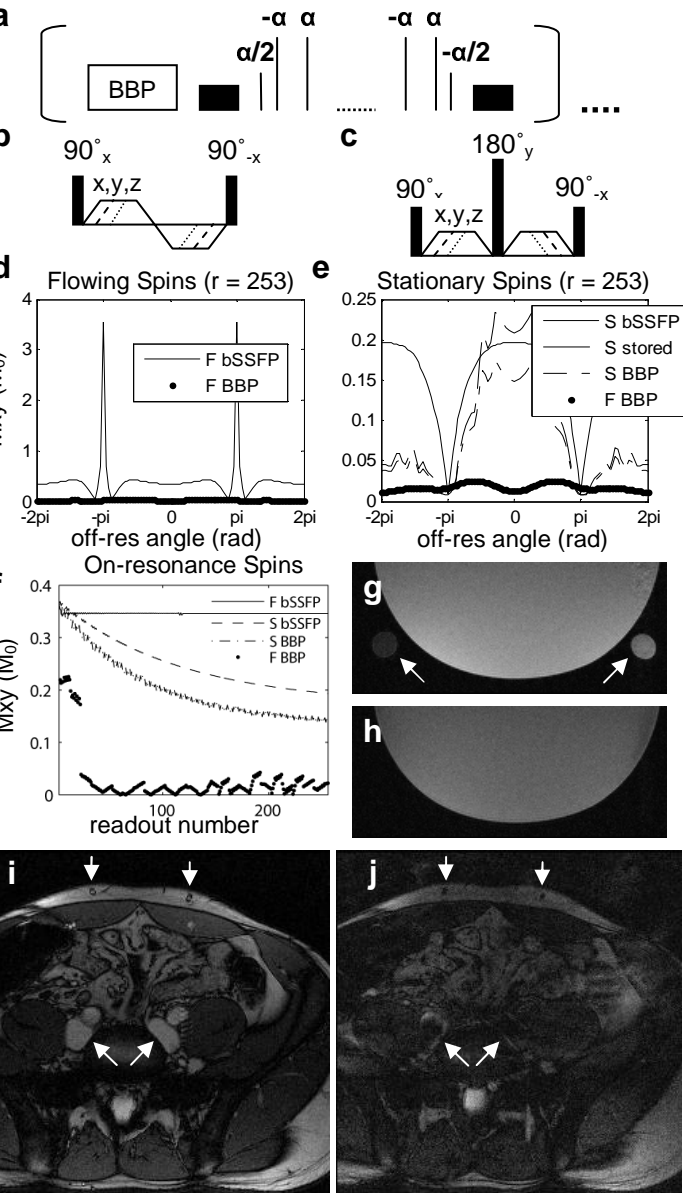 a
-α α -α α
α/2 -α/2
BBP
b
90°x 90°-x
x,y,z
c
180°y
90° 90°-x
x,y,z
d
Flowing Spins (r = 253)
4
3
2
1
0
F bSSFP
F BBP
-2pi -pi 0 pi 2pi
off-res angle (rad)
e
Stationary Spins (r = 253)
0.25
0.2
0.15
0.1
0.05
0
S bSSFP
S stored
S BBP
F BBP
-2pi -pi 0 pi 2pi
off-res angle (rad)
On-resonance Spins
Mxy (M0)
0.4
0.3
0.2
0.1
0
F bSSFP
S bSSFP
S BBP
F BBP
100 200
readout number
g
h
i
j